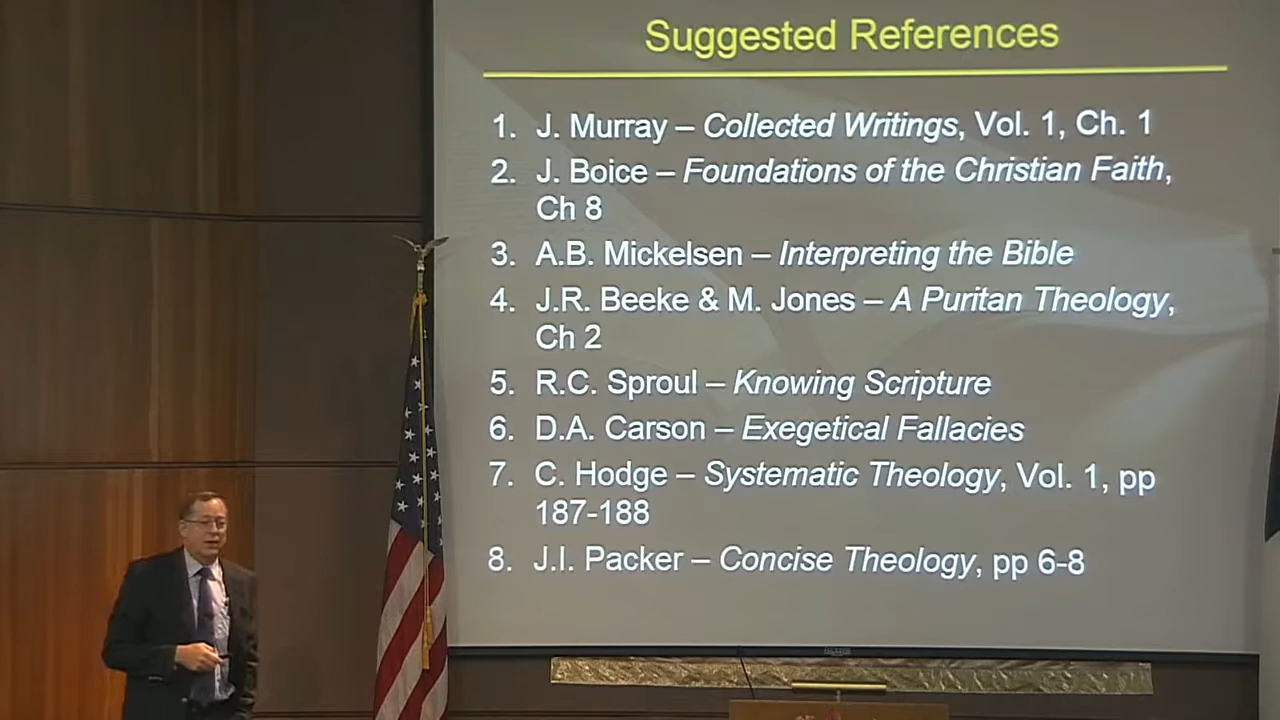 Suggested References
1. J. Murray – Collected Writings, Vol. 1, Ch. 1
2. J. Boice – Foundations of the Christian Faith,
Ch 8
3. A.B. Mickelsen – Interpreting the Bible
4. J.R. Beeke & M. Jones – A Puritan Theology,
Ch 2
5. R.C. Sproul – Knowing Scripture
6. D.A. Carson – Exegetical Fallacies
7. C. Hodge – Systematic Theology, Vol. 1, pp
187-188
8. J.I. Packer – Concise Theology, pp 6-8